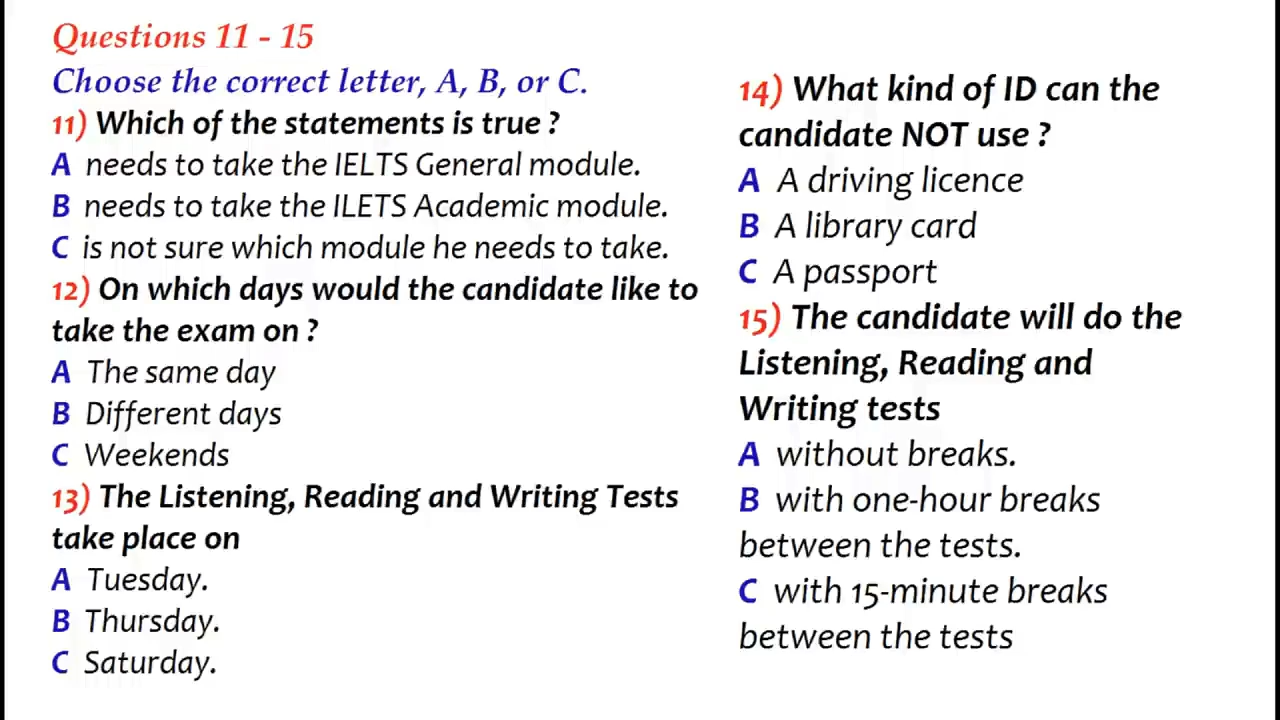 Questions 11 - 15
Choose the correct letter, A, B, or C.
11) Which of the statements is true ?
A needs to take the IELTS General module.
B needs to take the ILETS Academic module.
C is not sure which module he needs to take.
12) On which days would the candidate like to
take the exam on ?
A The same day
B Different days
C Weekends
13) The Listening, Reading and Writing Tests
take place on
A Tuesday.
B Thursday.
C Saturday.
14) What kind of ID can the
candidate NOT use ?
A A driving licence
B A library card
C A passport
15) The candidate will do the
Listening, Reading and
Writing tests
A without breaks.
B with one-hour breaks
between the tests.
C with 15-minute breaks
between the tests